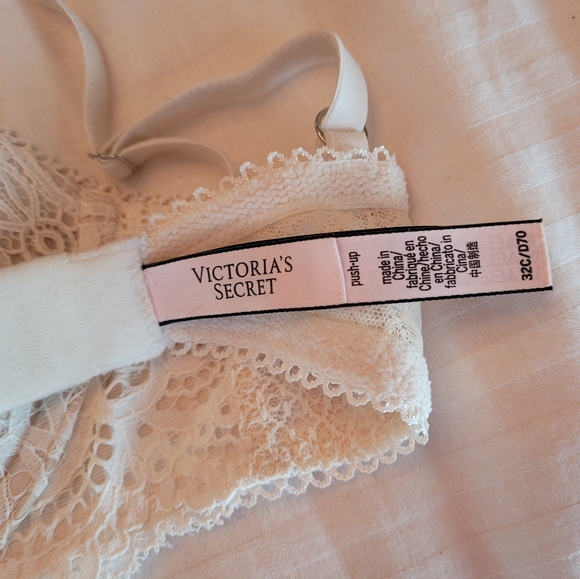 VICTORIA'S
SECRET
push-up
made in
China/
fabriqué en
Chine/hecho
en China/
fabbricato in
Cina/
中国制造
32C/D70